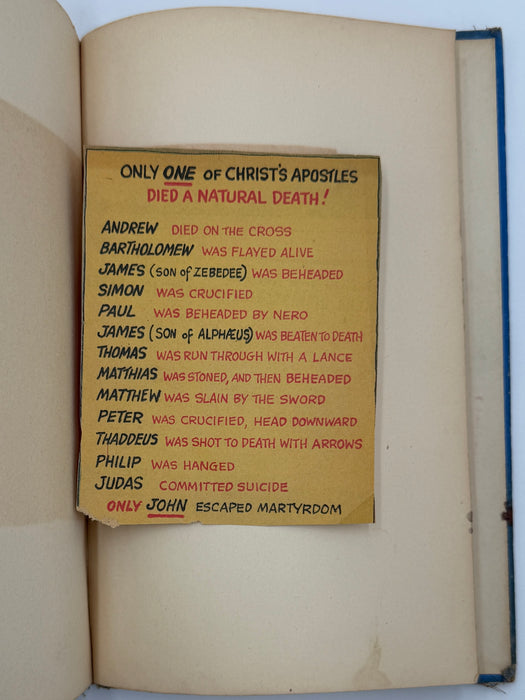 ONLY ONE OF CHRIST'S APOSTLES
DIED A NATURAL DEATH!
ANDREW DIED ON THE CROSS
BARTHOLOMEW WAS FLAYED ALIVE
JAMES (SON of ZEBEDEE) WAS BEHEADED
SIMON WAS CRUCIFIED
PAUL WAS BEHEADED BY NERO
JAMES (SON of ALPHÆUS) WAS BEATEN TO DEATH
THOMAS WAS RUN THROUGH WITH A LANCE
MATTHIAS WAS STONED, AND THEN BEHEADED
MATTHEW WAS SLAIN BY THE SWORD
PETER WAS CRUCIFIED, HEAD DOWNWARD
THADDEUS WAS SHOT TO DEATH WITH ARROWS
PHILIP WAS HANGED
JUDAS COMMITTED SUICIDE
ONLY JOHN ESCAPED MARTYRDOM